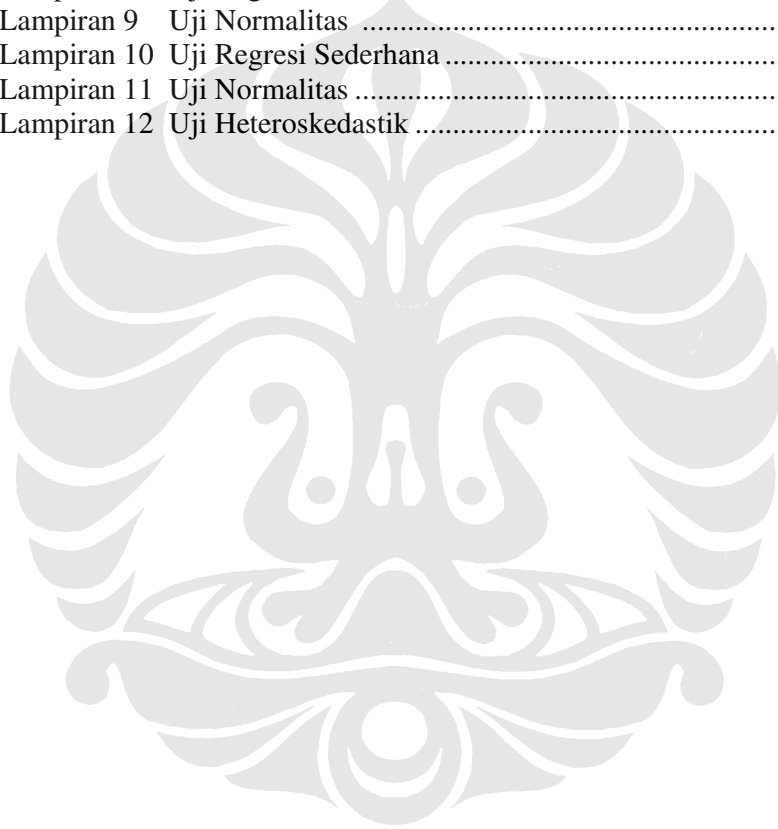 Lampiran 9 Uji Normalitas ........................................................
Lampiran 10 Uji Regresi Sederhana .............................................
Lampiran 11 Uji Normalitas .........................................................
Lampiran 12 Uji Heteroskedastik .................................................